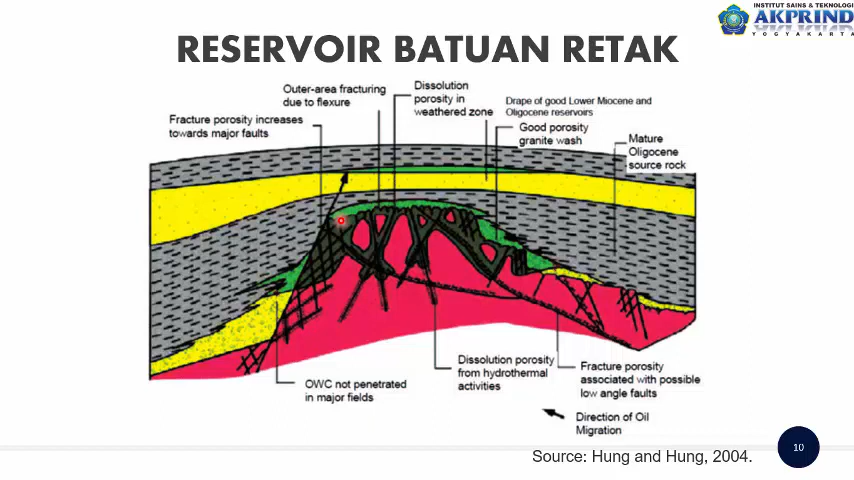 INSTITUT SAINS & TEKNOLOGI
AKPRIND
YOGYAKARTA
RESERVOIR BATUAN RETAK
Outer-area fracturing
due to flexure
Dissolution
porosity in
weathered zone
Drape of good Lower Miocene and
Oligocene reservoirs
Fracture porosity increases
towards major faults
Good porosity
granite wash
Mature
Oligocene
source rock
OWC not penetrated
in major fields
Dissolution porosity
from hydrothermal
activities
Fracture porosity
associated with possible
low angle faults
Direction of Oil
Migration
10
Source: Hung and Hung, 2004.